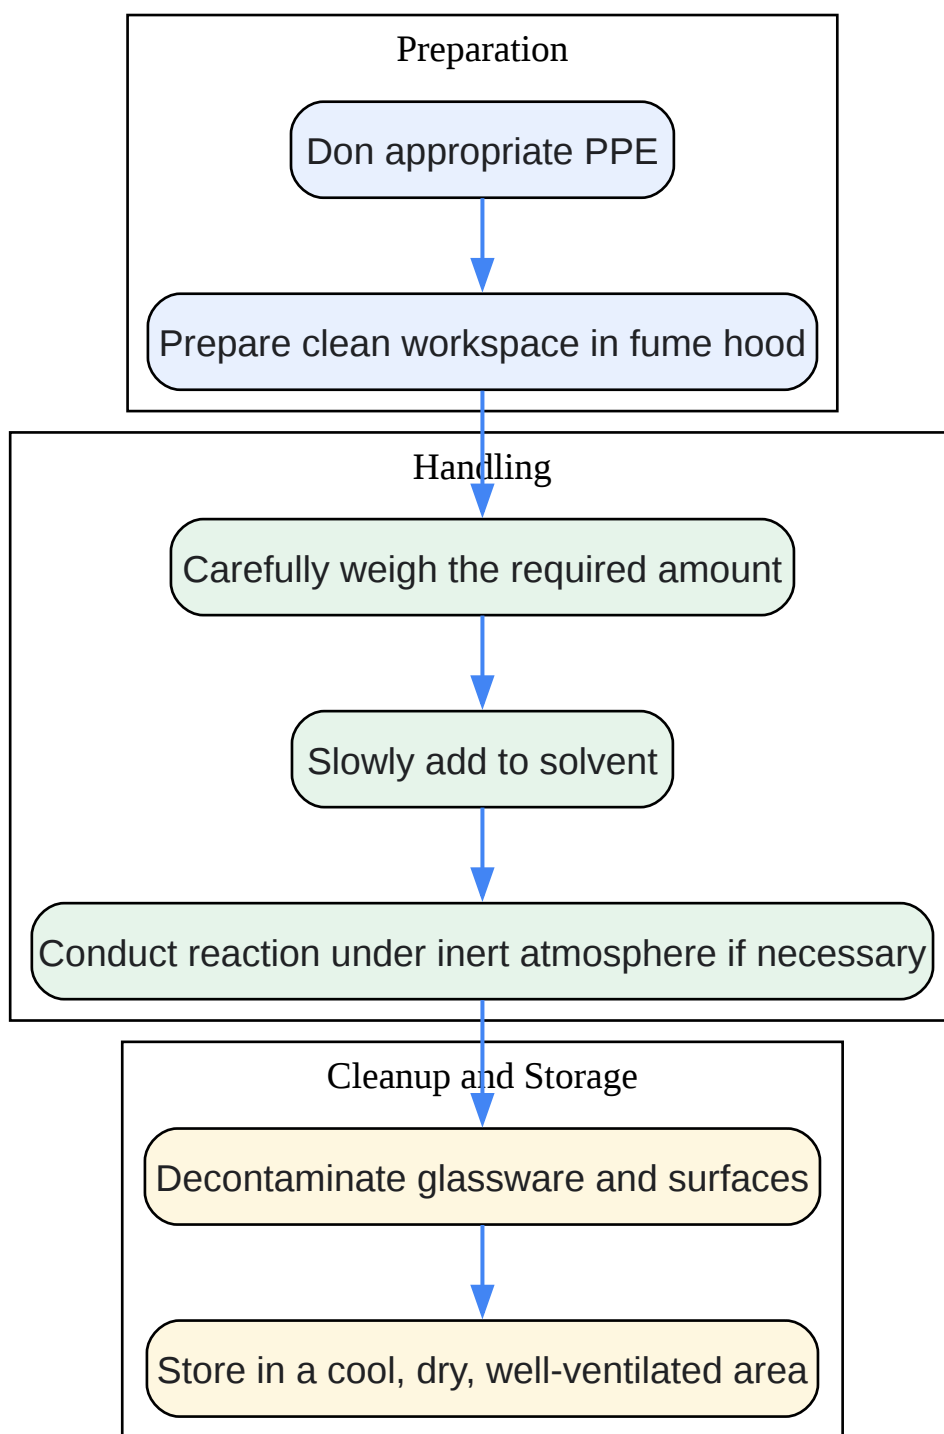 Preparation
Don appropriate PPE
Prepare clean workspace in fume hood
Handling
Carefully weigh the required amount
Slowly add to solvent
Conduct reaction under inert atmosphere if necessary
Cleanup and Storage
Decontaminate glassware and surfaces
Store in a cool, dry, well-ventilated area